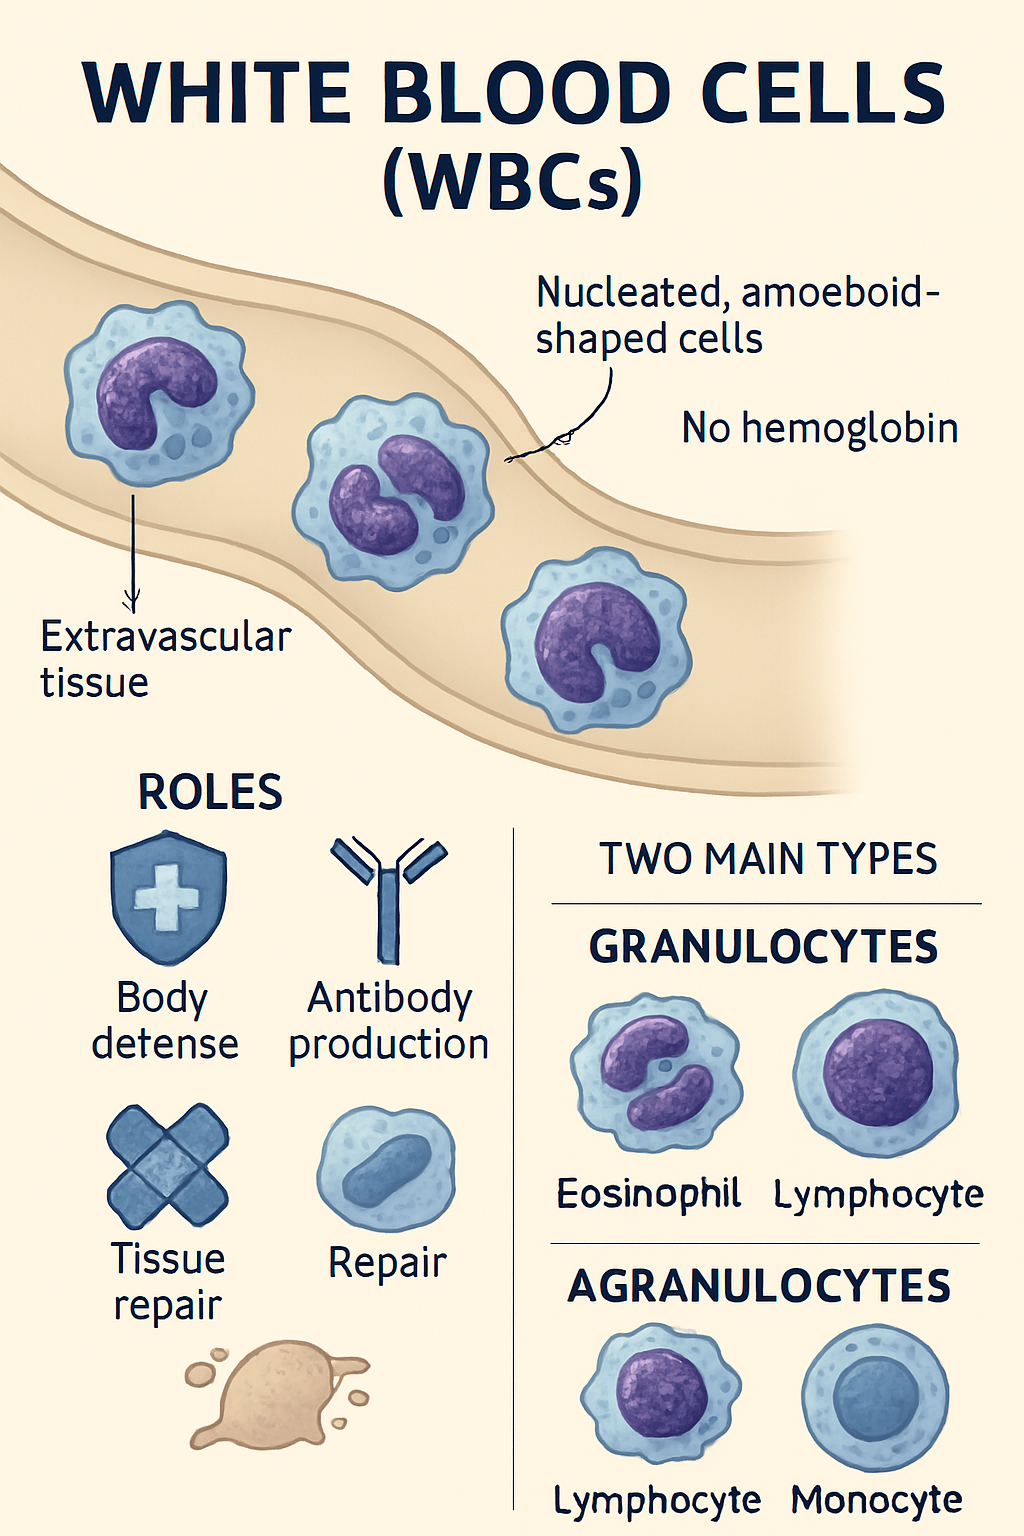 WHITE BLOOD CELLS
(WBCs)
Nucleated, amoeboid-
shaped cells
No hemoglobin
Extravascular
tissue
ROLES
Body
detense
Antibody
production
Tissue
repair
Repair
TWO MAIN TYPES
GRANULOCYTES
Eosinophil
Lymphocyte
AGRANULOCYTES
Lymphocyte
Monocyte